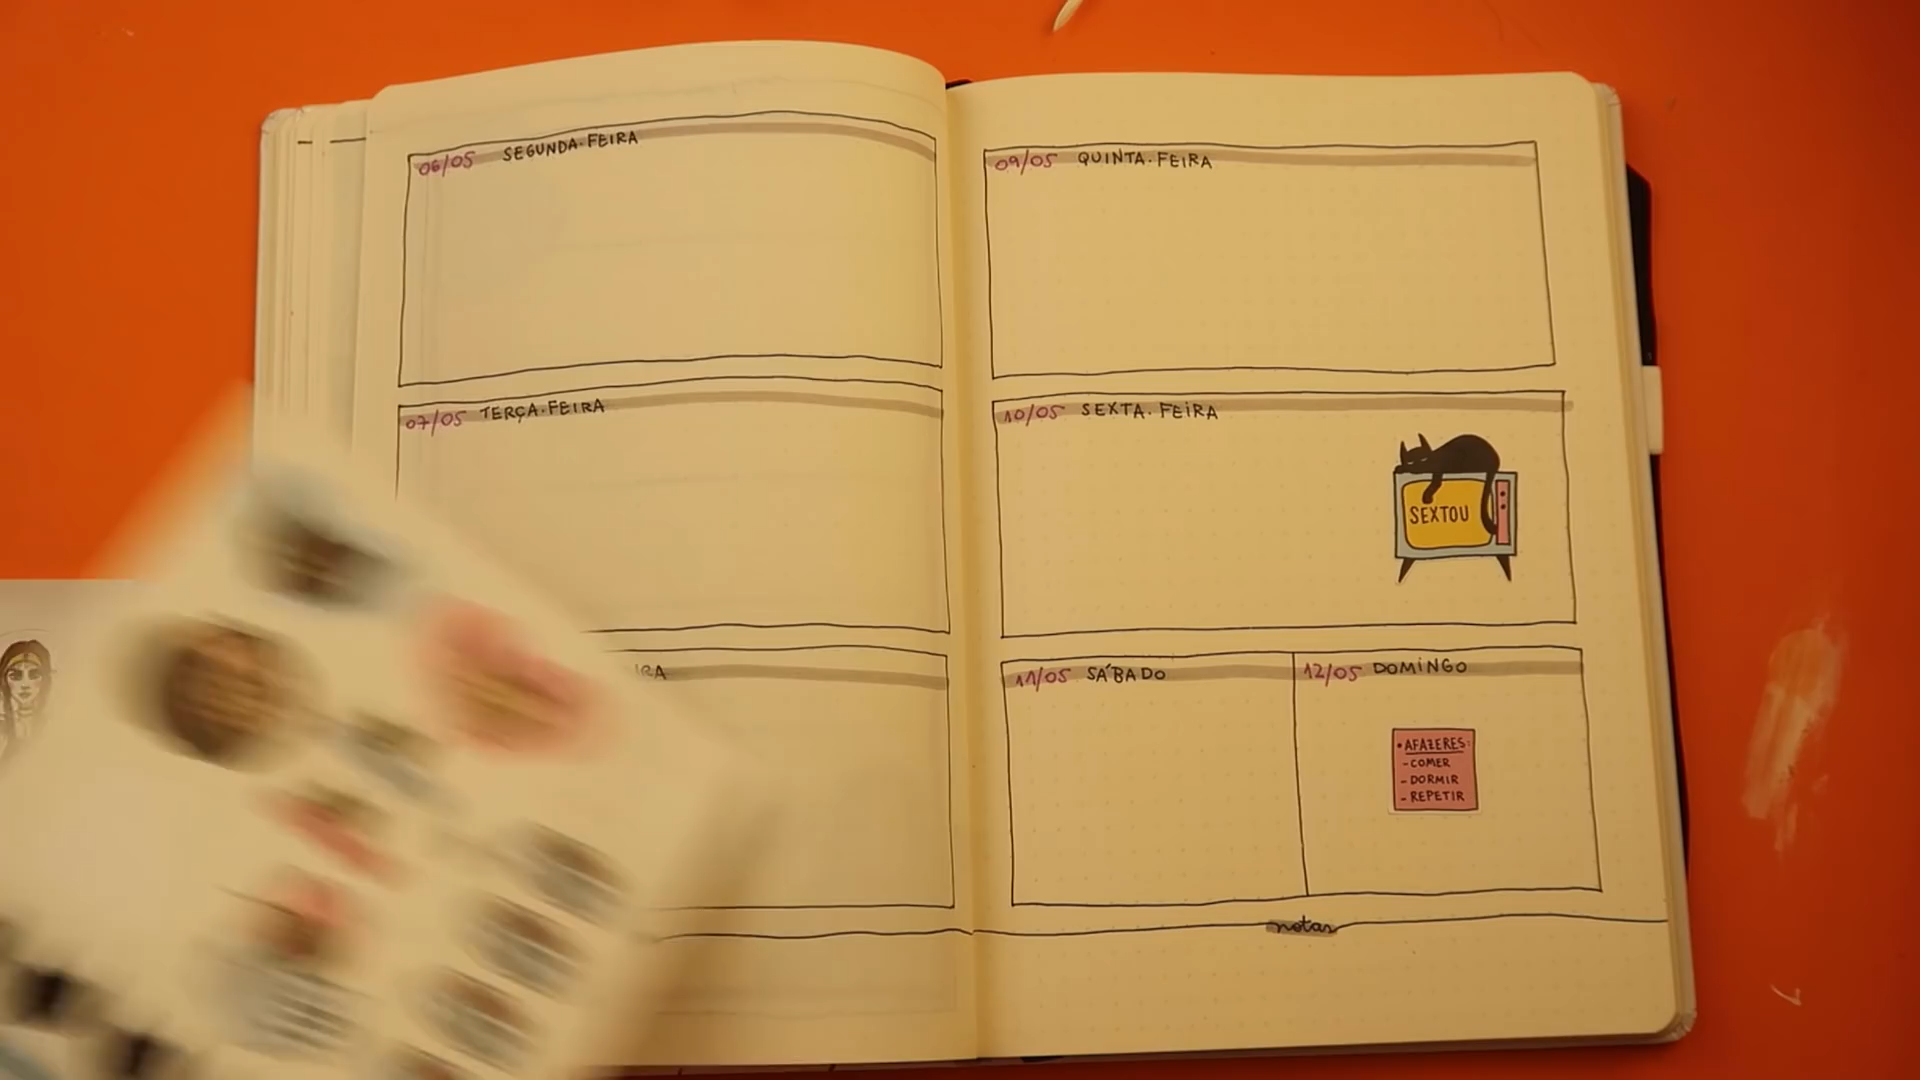 06/05 SEGUNDA-FEIRA
07/05 TERÇA-FEIRA
09/05 QUINTA-FEIRA
10/05 SEXTA-FEIRA
SEXTOU
11/05 SÁBADO
12/05 DOMINGO
• AFAZERES:
- COMER
- DORMIR
- REPETIR
notas